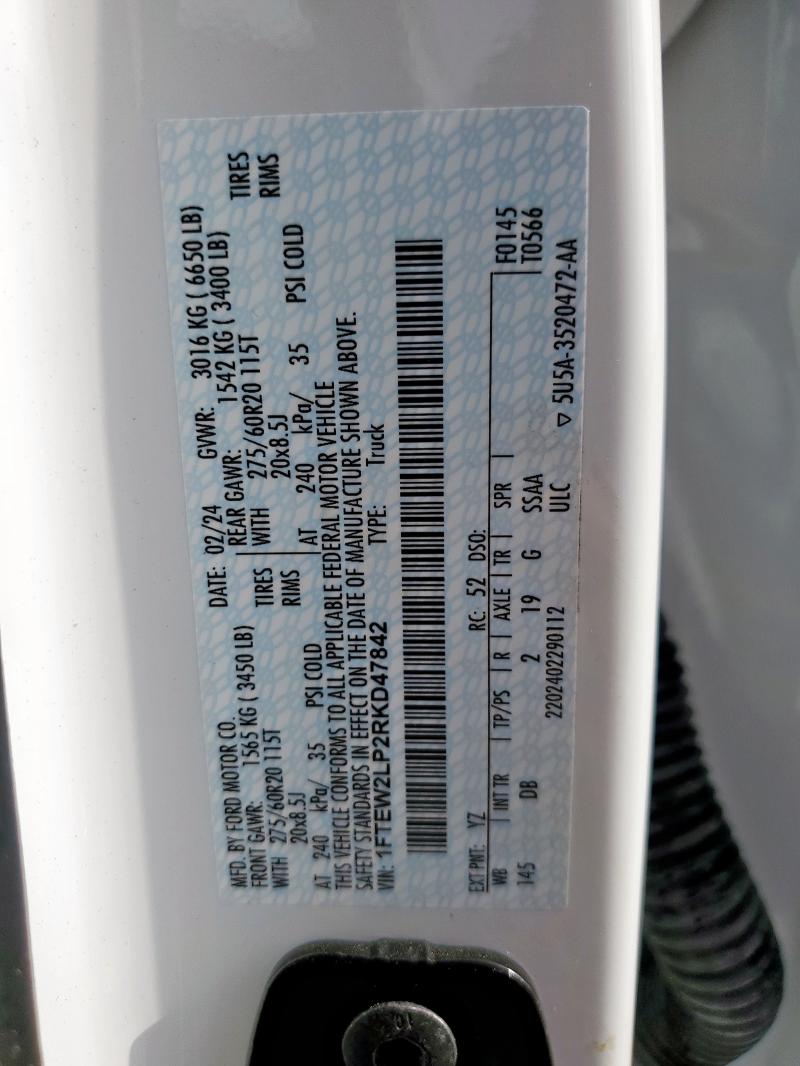 MFD. BY FORD MOTOR CO.
DATE: 02/24
GVWR: 3016 KG ( 6650 LB)
FRONT GAWR: 1565 KG ( 3450 LB)
REAR GAWR: 1542 KG ( 3400 LB)
WITH 275/60R20 115T TIRES
WITH 275/60R20 115T TIRES
20x8.5J RIMS
20x8.5J RIMS
AT 240 kPa/ 35 PSI COLD
AT 240 kPa/ 35 PSI COLD
THIS VEHICLE CONFORMS TO ALL APPLICABLE FEDERAL MOTOR VEHICLE
SAFETY STANDARDS IN EFFECT ON THE DATE OF MANUFACTURE SHOWN ABOVE.
VIN: 1FTEW2LP2RKD47842 TYPE: Truck
EXT PNT: YZ RC: 52 DSO:
WB | INT TR | TP/PS | R | AXLE | TR | SPR | F0145
145 DB 2 19 G SSAA T0566
2202402290112 ULC ▽ 5U5A-3520472-AA
10.